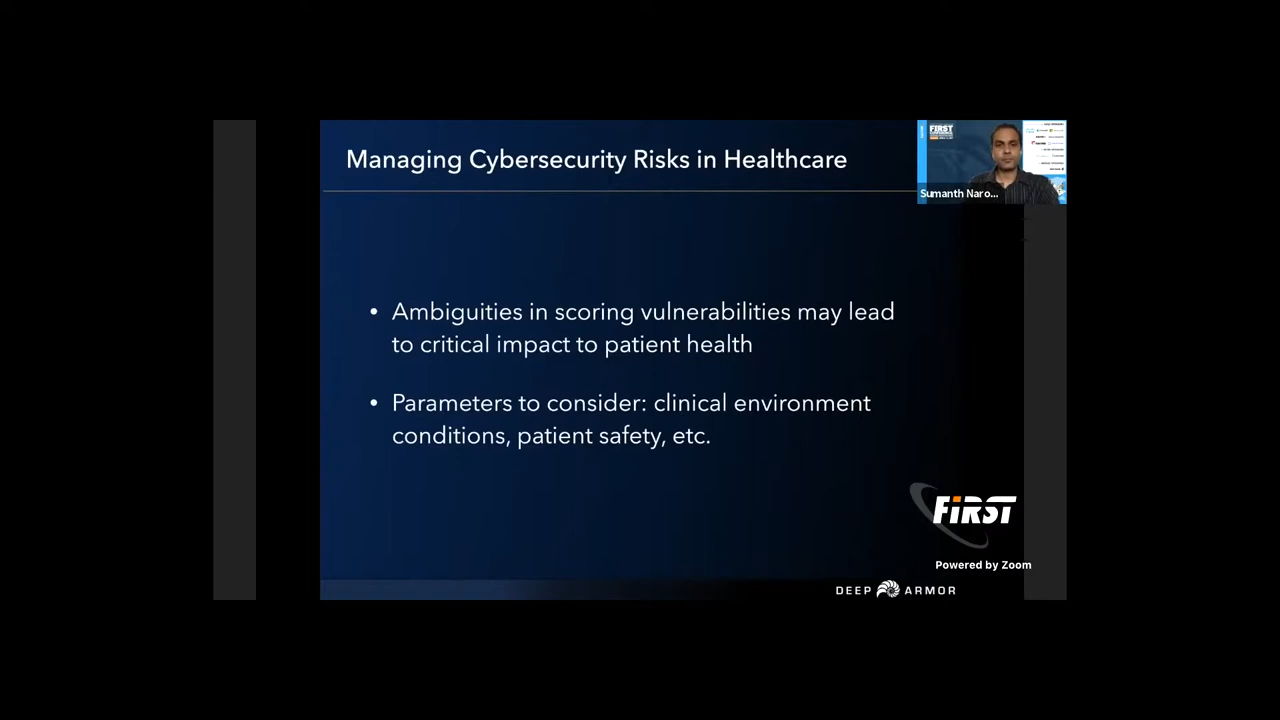 Managing Cybersecurity Risks in Healthcare
FIRST
Sumanth Naro...
• Ambiguities in scoring vulnerabilities may lead
to critical impact to patient health
• Parameters to consider: clinical environment
conditions, patient safety, etc.
FiRST
Powered by Zoom
DEEP ARMOR